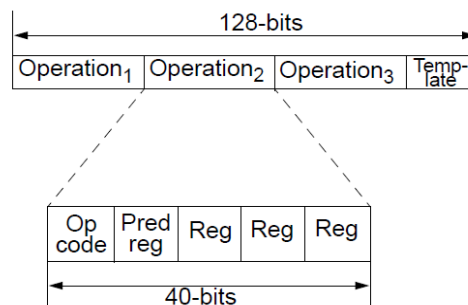 128-bits
Operation₁ Operation₂ Operation₃ Temp-
late
Op Pred Reg Reg Reg
code reg
40-bits